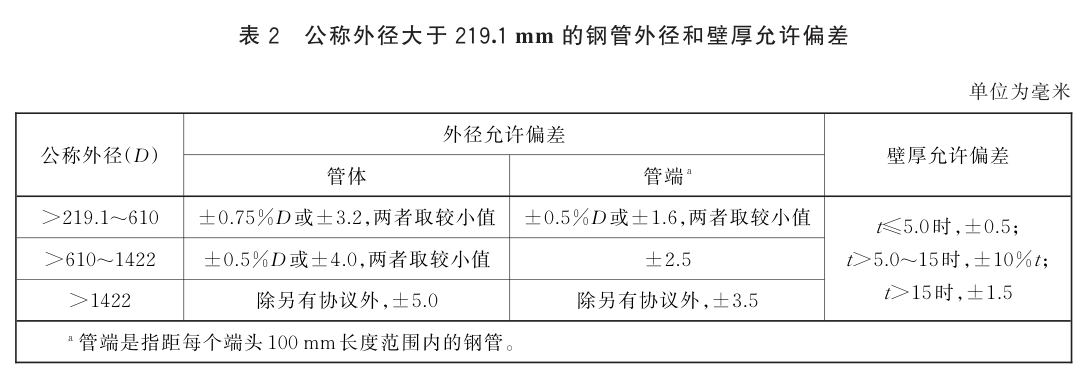 表 2 公称外径大于 219.1 mm 的钢管外径和壁厚允许偏差
单位为毫米
公称外径(D) 外径允许偏差 壁厚允许偏差
管体 管端a
>219.1～610 ±0.75%D或±3.2,两者取较小值 ±0.5%D或±1.6,两者取较小值 t≤5.0时,±0.5;
>610～1422 ±0.5%D或±4.0,两者取较小值 ±2.5 t>5.0～15时,±10%t;
>1422 除另有协议外,±5.0 除另有协议外,±3.5 t>15时,±1.5
a 管端是指距每个端头100 mm长度范围内的钢管。